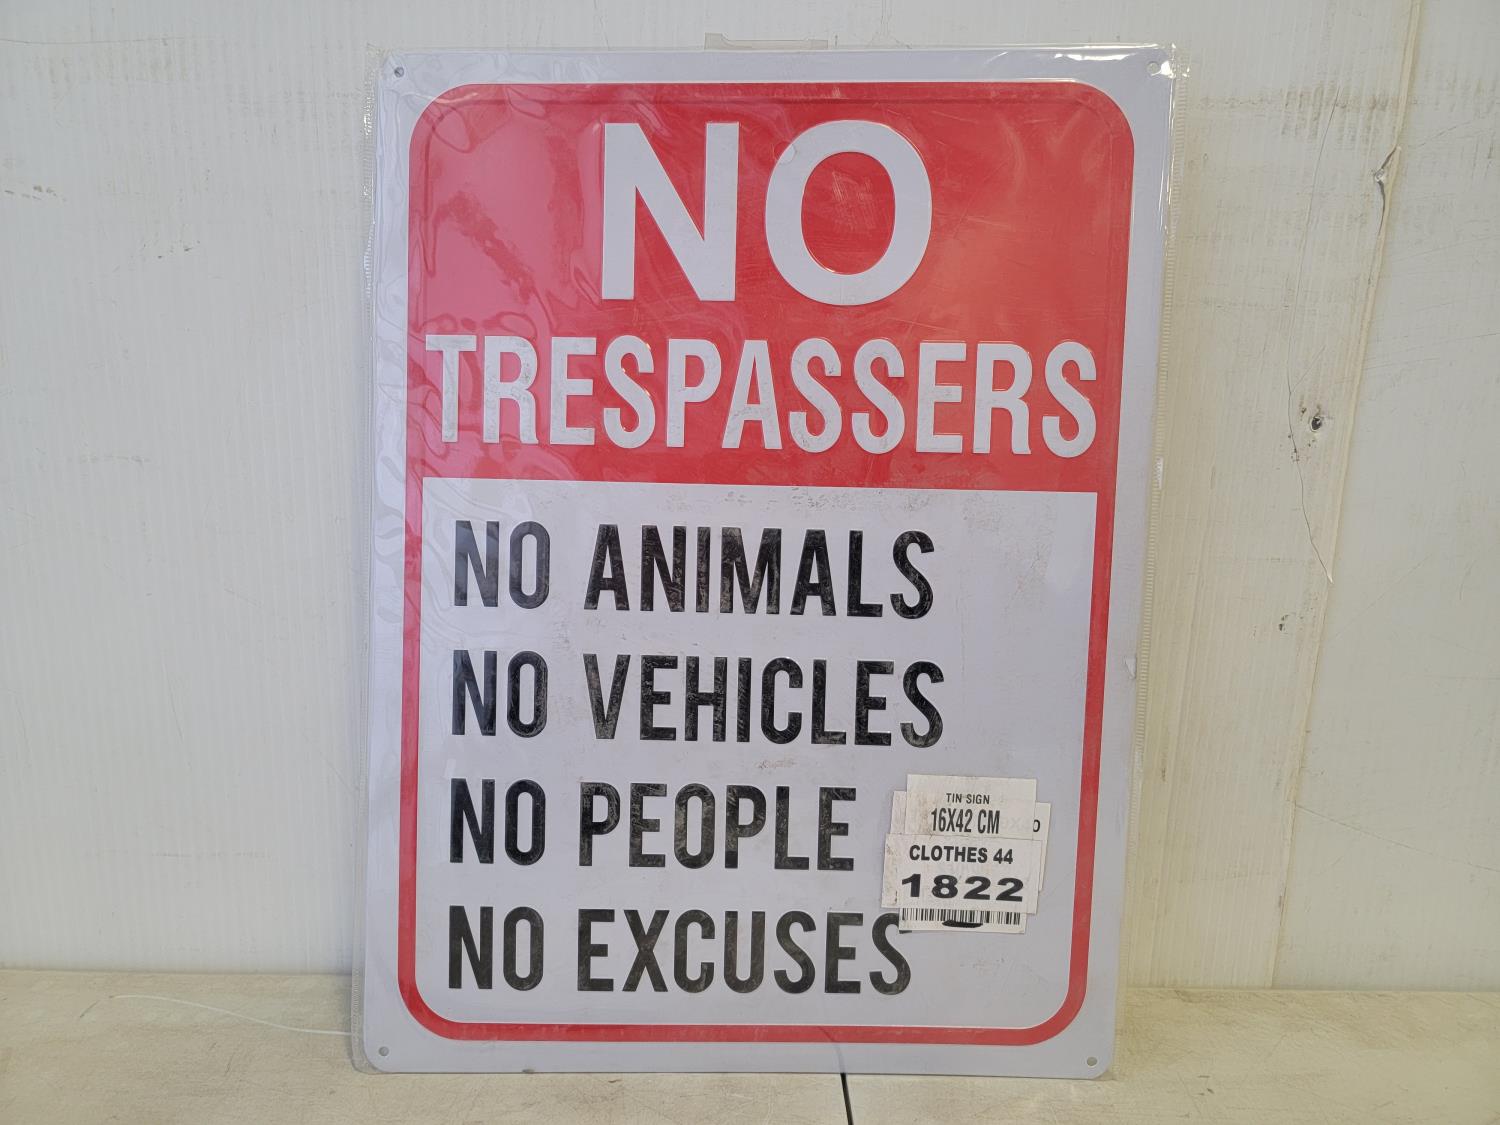 NO
TRESPASSERS
NO ANIMALS
NO VEHICLES
NO PEOPLE
NO EXCUSES
TIN SIGN
16X42 CM
CLOTHES 44
1822